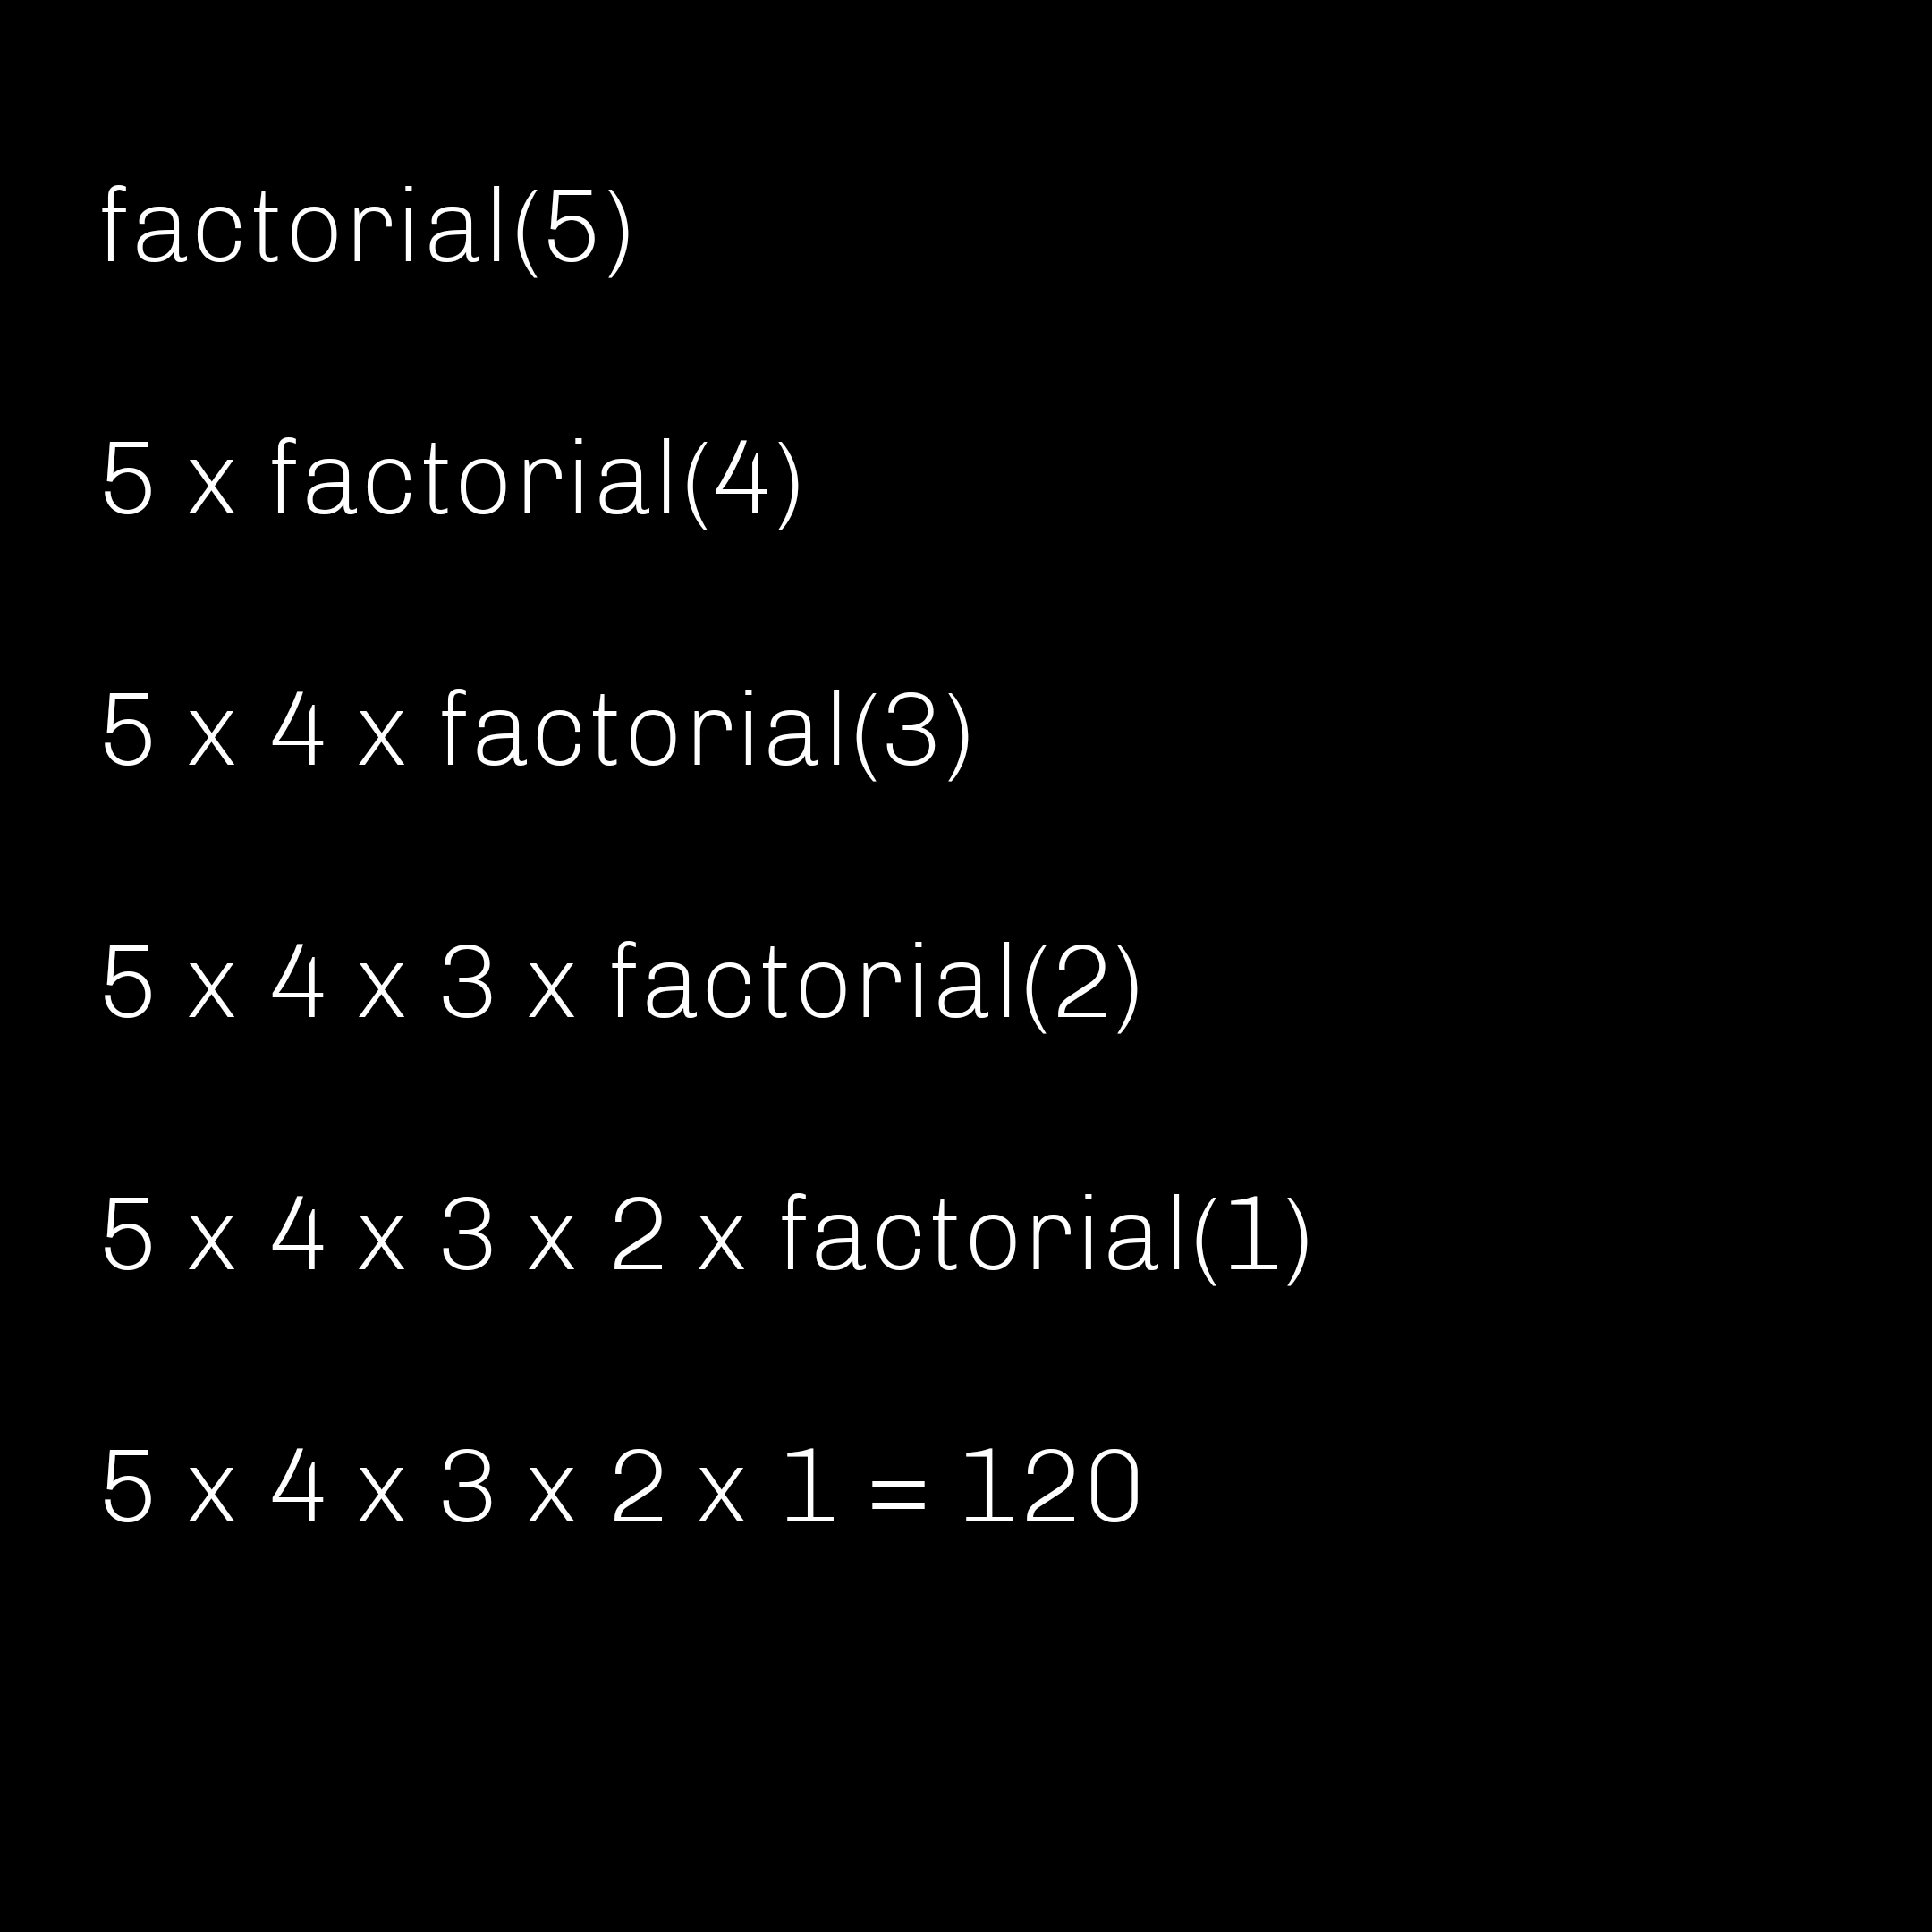 factorial(5)
5 x factorial(4)
5 x 4 x factorial(3)
5 x 4 x 3 x factorial(2)
5 x 4 x 3 x 2 x factorial(1)
5 x 4 x 3 x 2 x 1 = 120